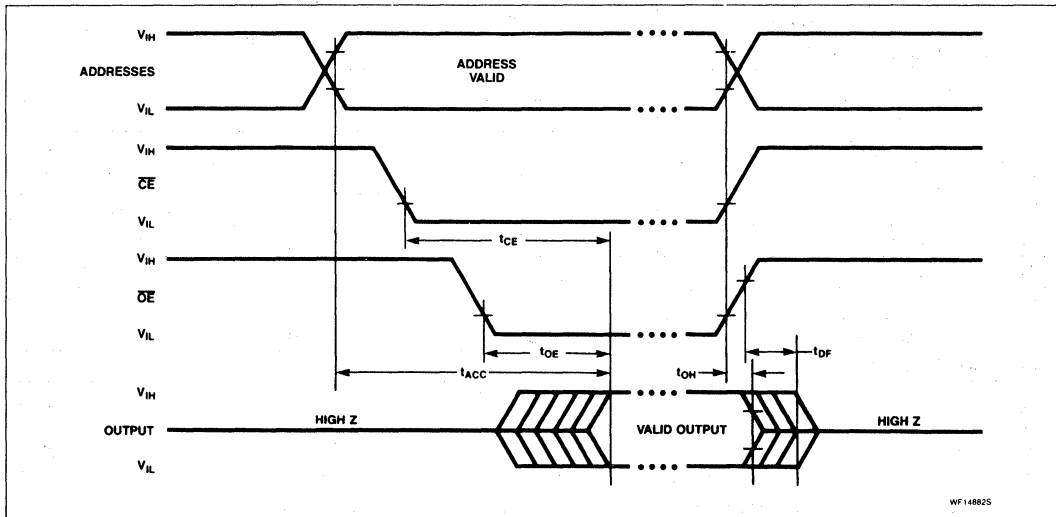 VIH
ADDRESSES
ADDRESS
VALID
VIL
VIH
CE
VIL
tCE
VIH
OE
VIL
tOE
tDF
tACC
tOH
VIH
OUTPUT
HIGH Z
VALID OUTPUT
HIGH Z
VIL
WF14882S